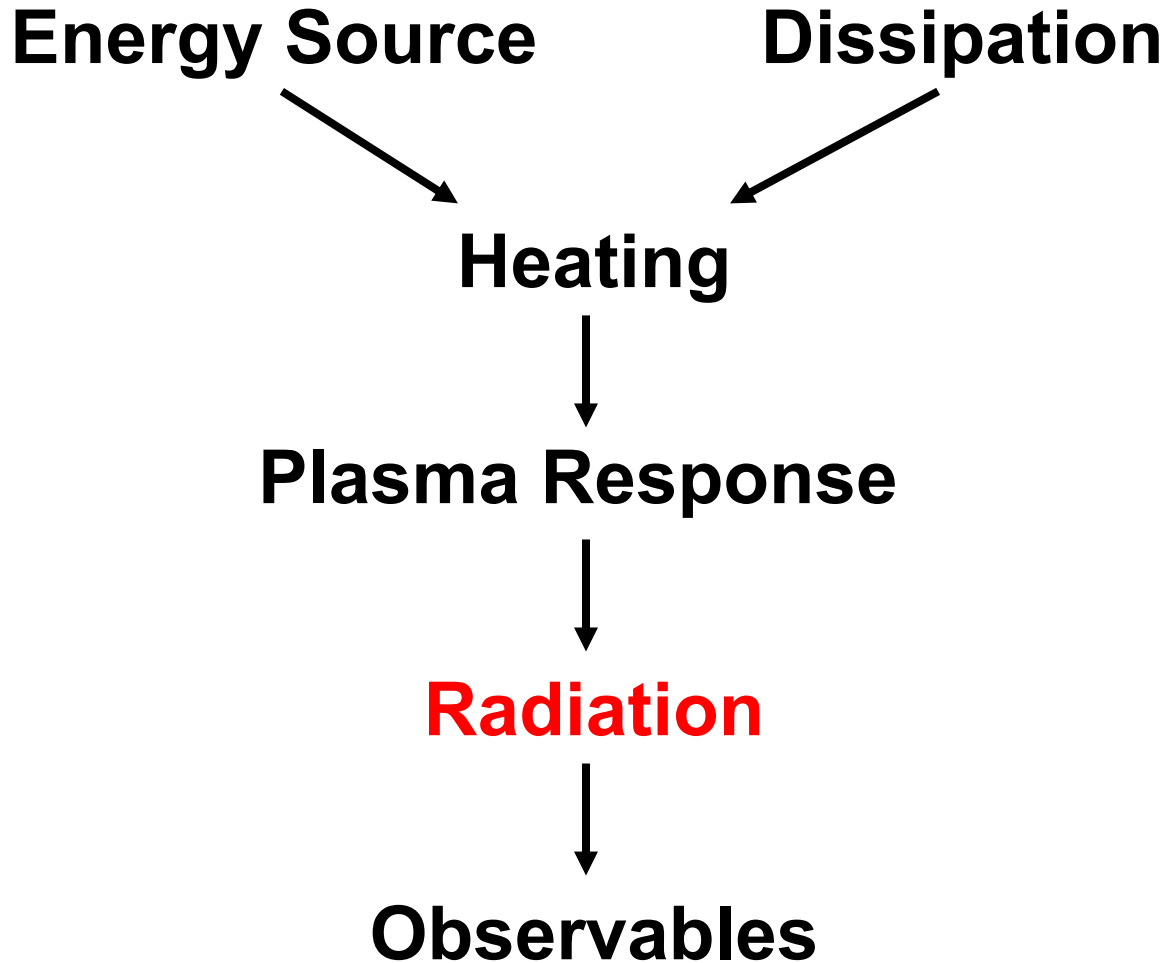 Energy Source Dissipation
Heating
Plasma Response
Radiation
Observables